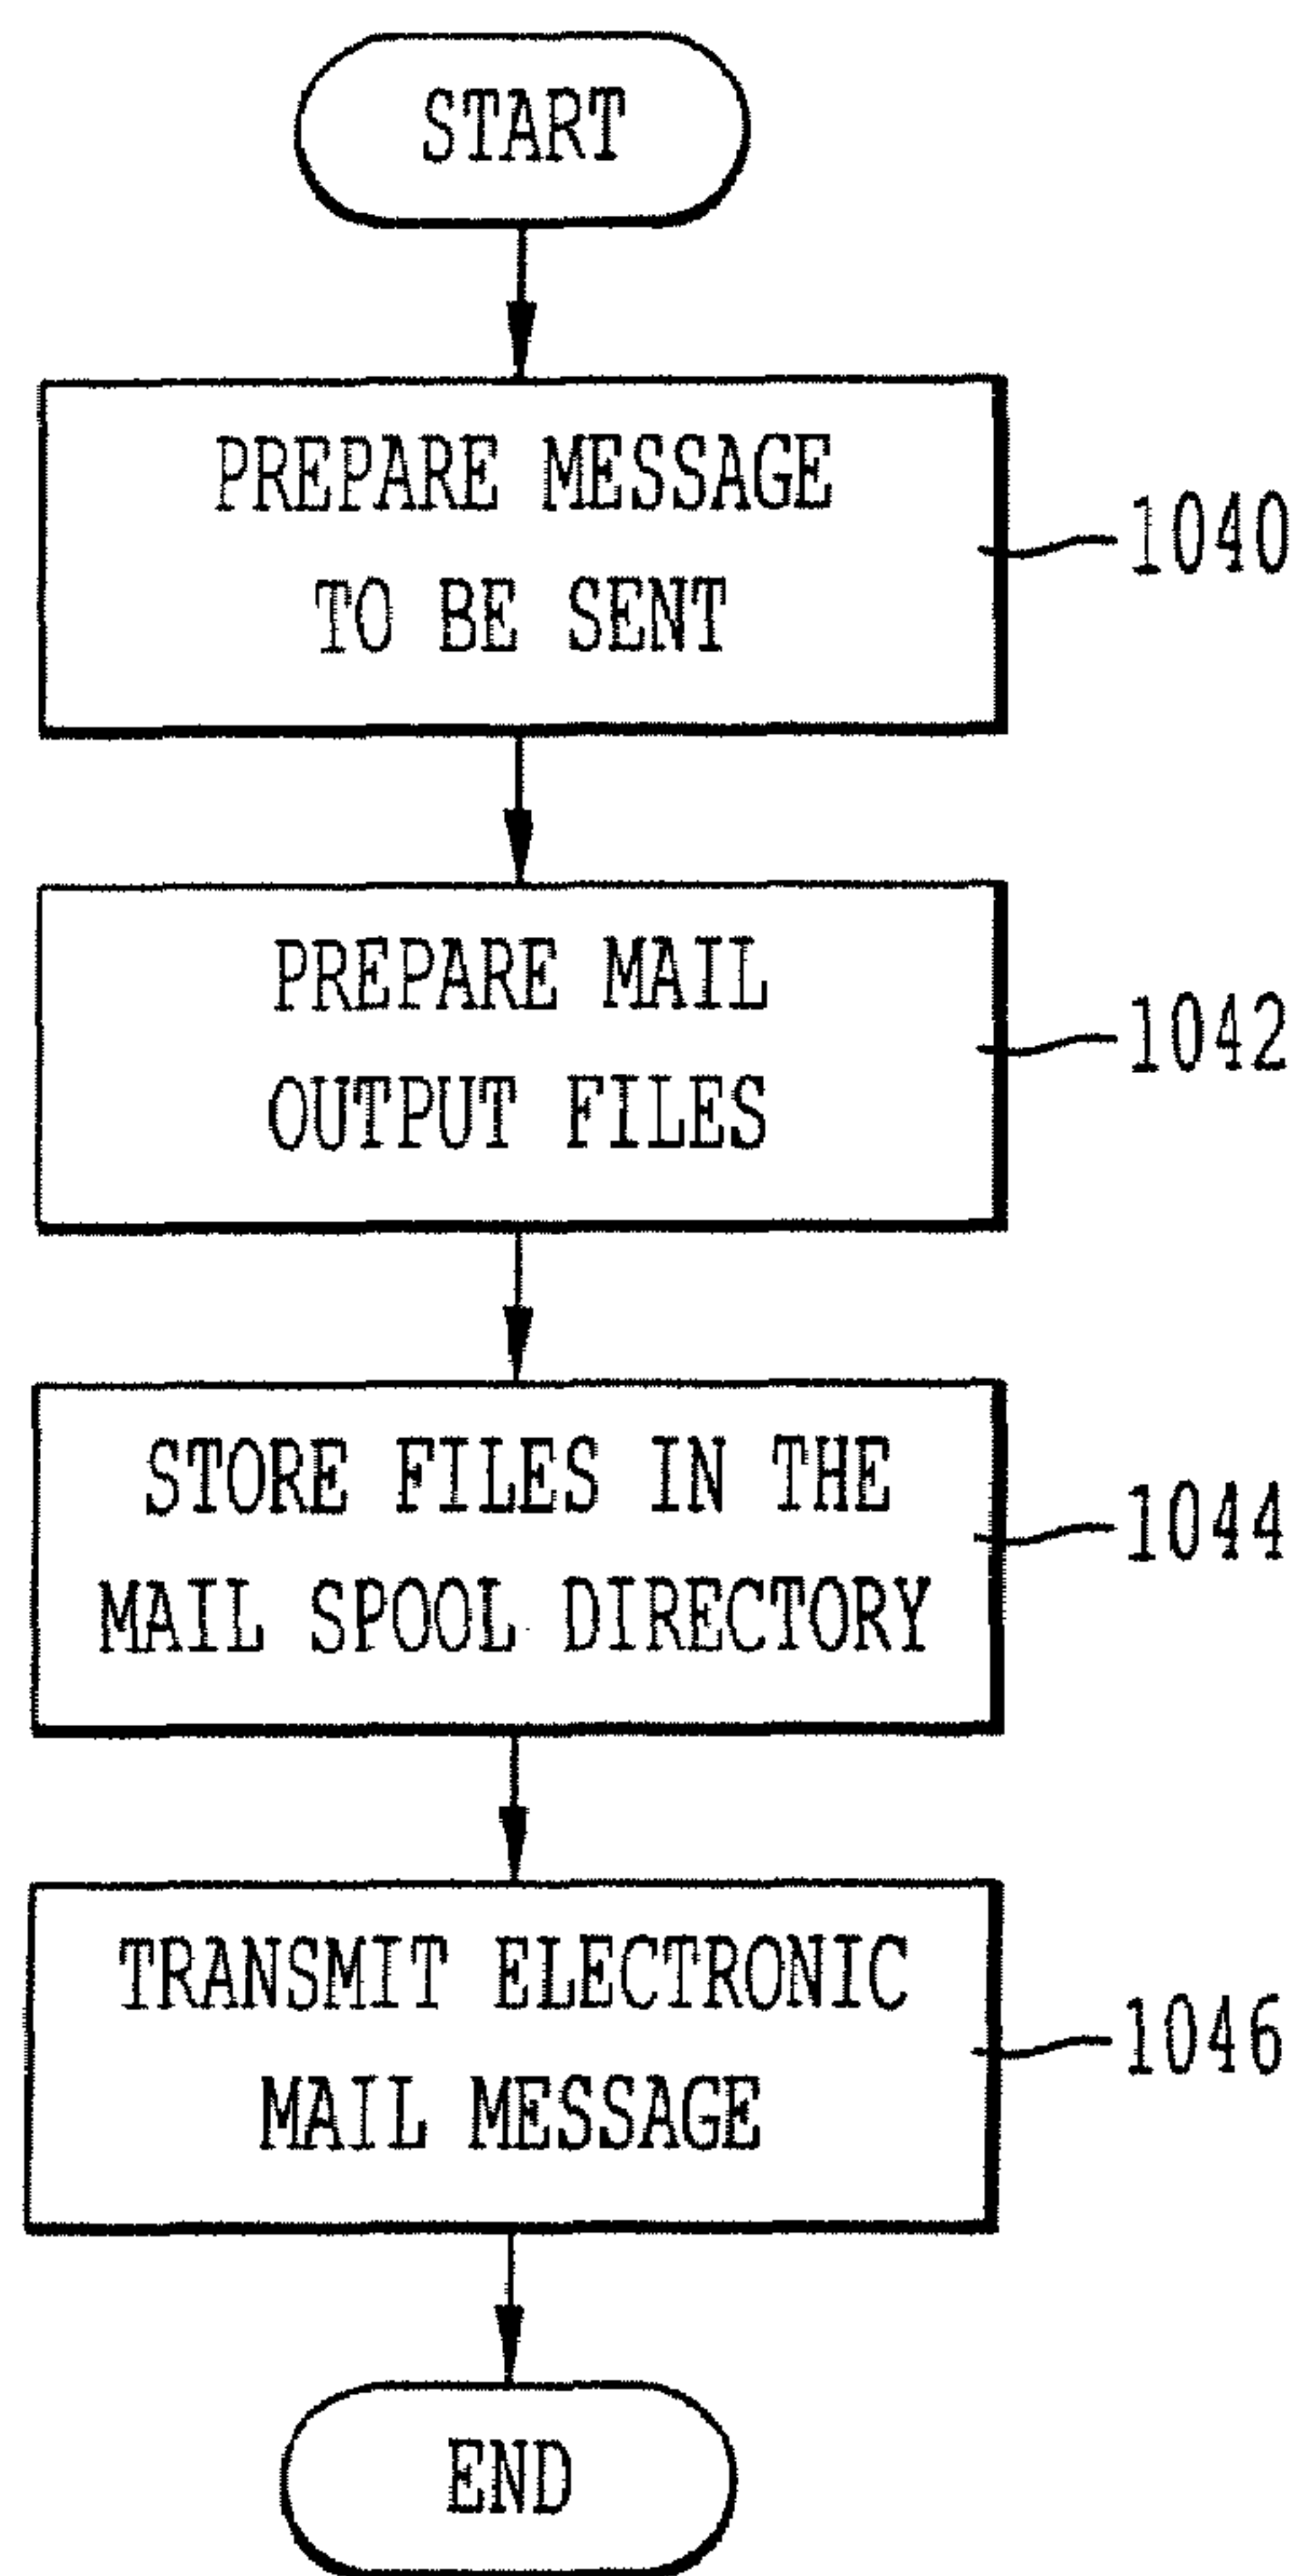 START
PREPARE MESSAGE
TO BE SENT
1040
PREPARE MAIL
OUTPUT FILES
1042
STORE FILES IN THE
MAIL SPOOL DIRECTORY
1044
TRANSMIT ELECTRONIC
MAIL MESSAGE
1046
END